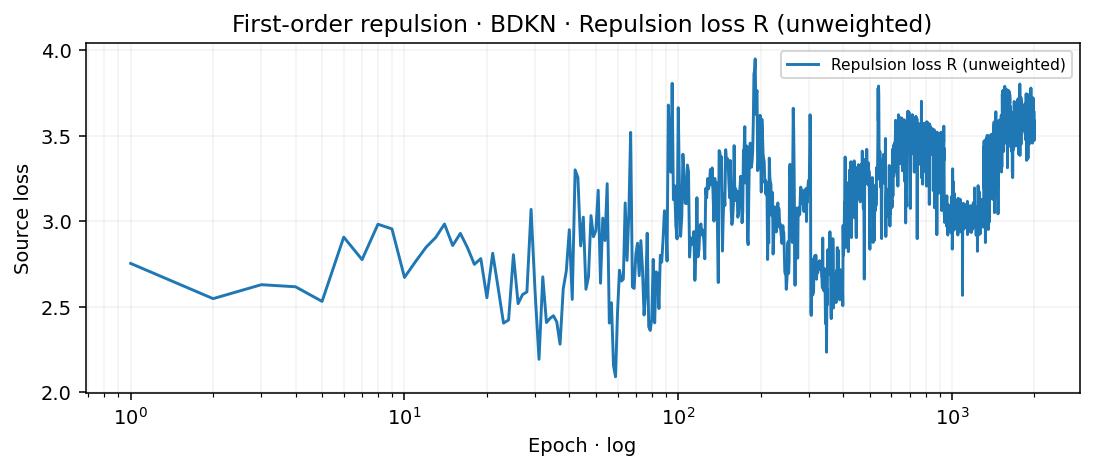 First-order repulsion · BDKN · Repulsion loss R (unweighted)
Repulsion loss R (unweighted)
Source loss
4.0
3.5
3.0
2.5
2.0
10⁰
10¹
10²
10³
Epoch · log